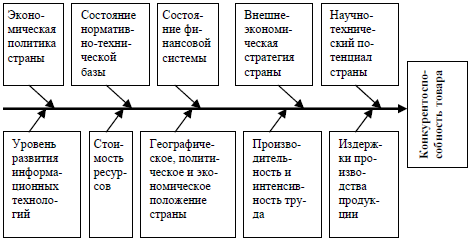 Эконо-
мическая
политика
страны
Состояние
норматив-
но-техни-
ческой
базы
Состоя-
ние фи-
нансовой
системы
Внешне-
экономи-
ческая
стратегия
страны
Научно-
техниче-
ский по-
тенциал
страны
Конкурентоспо-
собность товара
Уровень
развития
информа-
ционных
техноло-
гий
Стои-
мость
ресур-
сов
Географиче-
ское, полити-
ческое и эко-
номическое
положение
страны
Произво-
дитель-
ность и
интенсив-
ность тру-
да
Издерж-
ки про-
изводства
продук-
ции